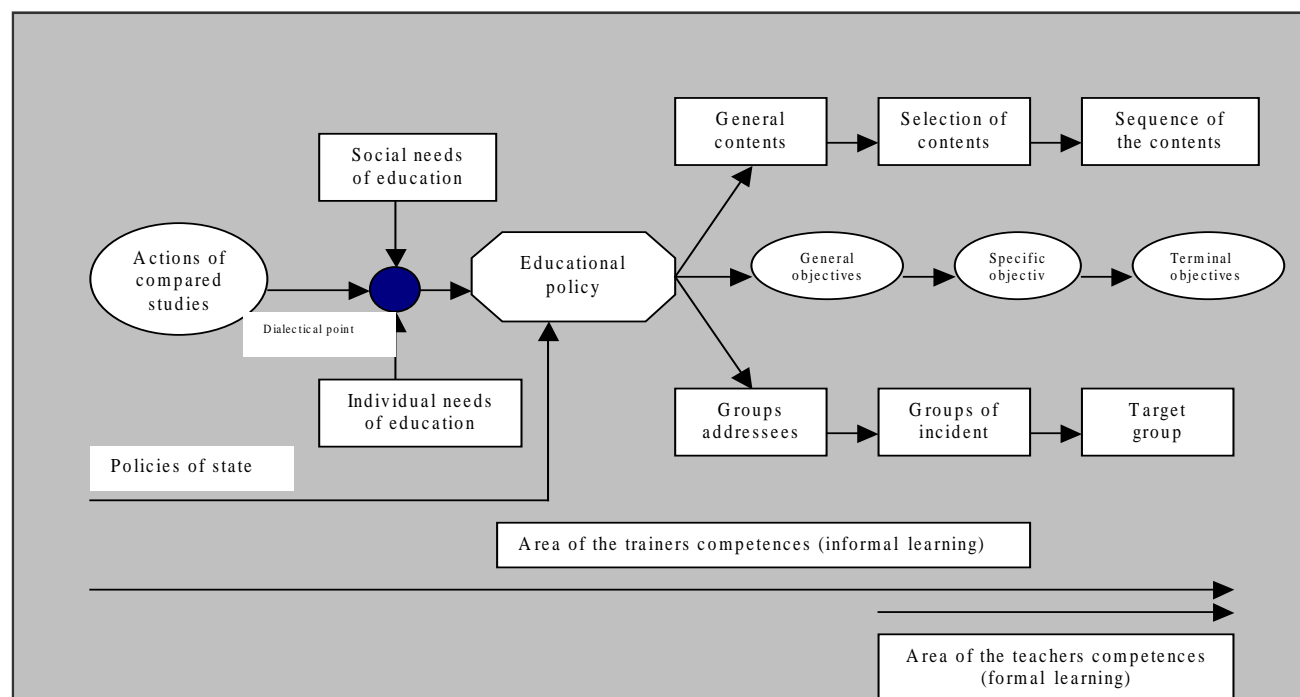 General
contents
Selection of
contents
Sequence of
the contents
Social needs
of education
Actions of
compared
studies
Educational
policy
General
objectives
Specific
objectiv
Terminal
objectives
Dialectical point
Individual needs
of education
Groups
addressees
Groups of
incident
Target
group
Policies of state
Area of the trainers competences (informal learning)
Area of the teachers competences
(formal learning)